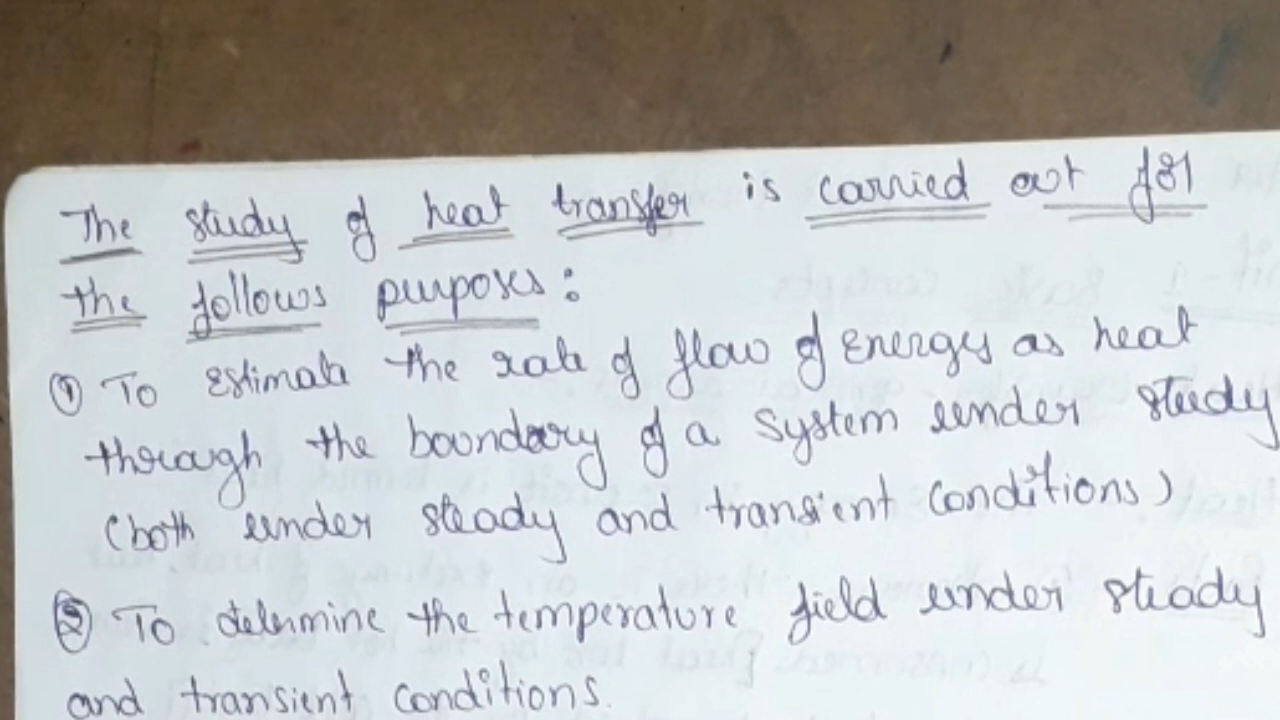 The study of heat transfer is carried out for
the follows purposes:
① To Estimate the rate of flow of Energy as heat
through the boundary of a System under study
(both under steady and transient conditions)
② To determine the temperature field under steady
and transient conditions.